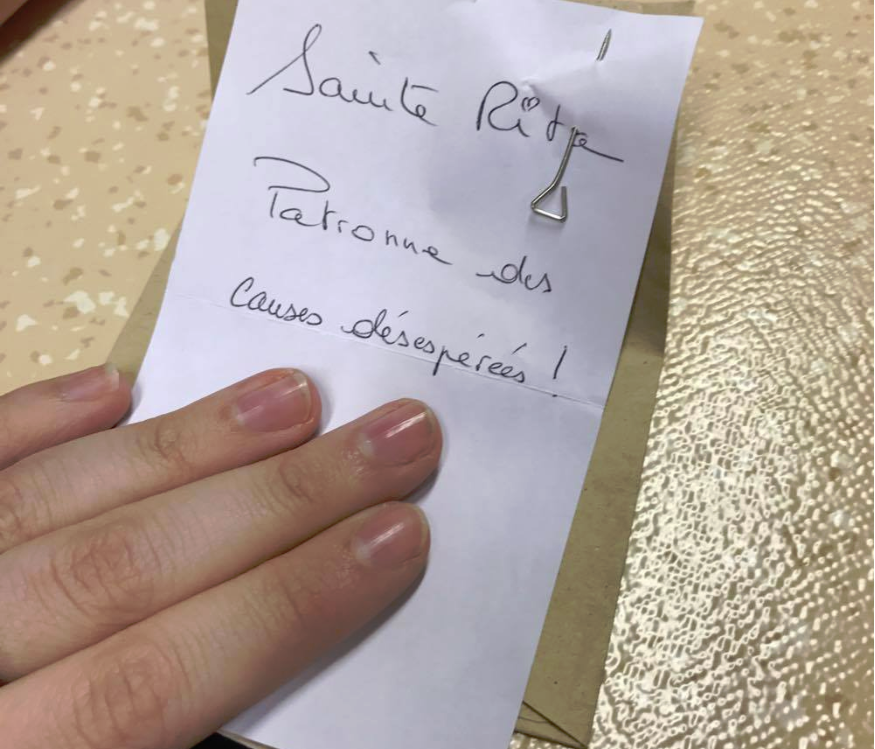 Sainte Rita
Patronne des
causes désespérées !